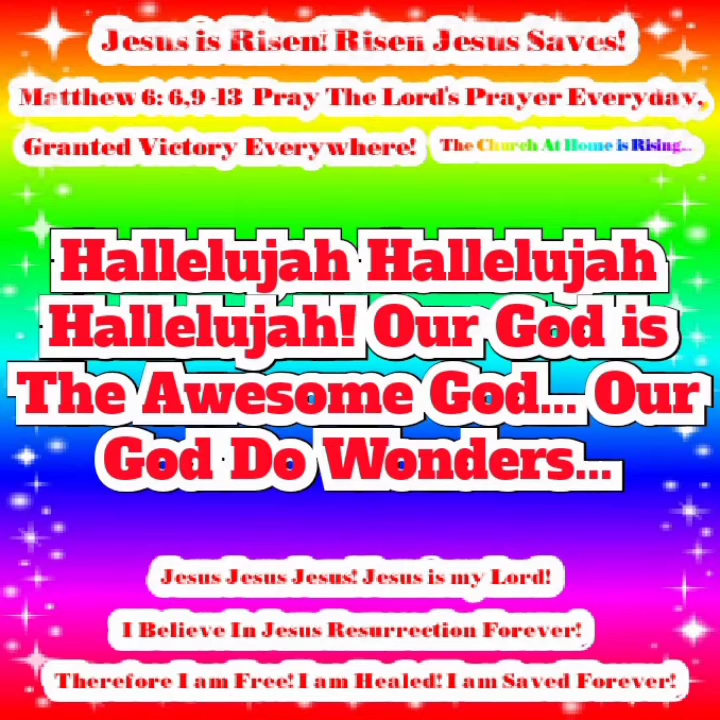 Jesus is Risen! Risen Jesus Saves!
Matthew 6: 6,9 -13 Pray The Lord's Prayer Everyday,
Granted Victory Everywhere! The Church At Home is Rising...
Hallelujah Hallelujah
Hallelujah! Our God is
The Awesome God... Our
God Do Wonders...
Jesus Jesus Jesus! Jesus is my Lord!
I Believe In Jesus Resurrection Forever!
Therefore I am Free! I am Healed! I am Saved Forever!